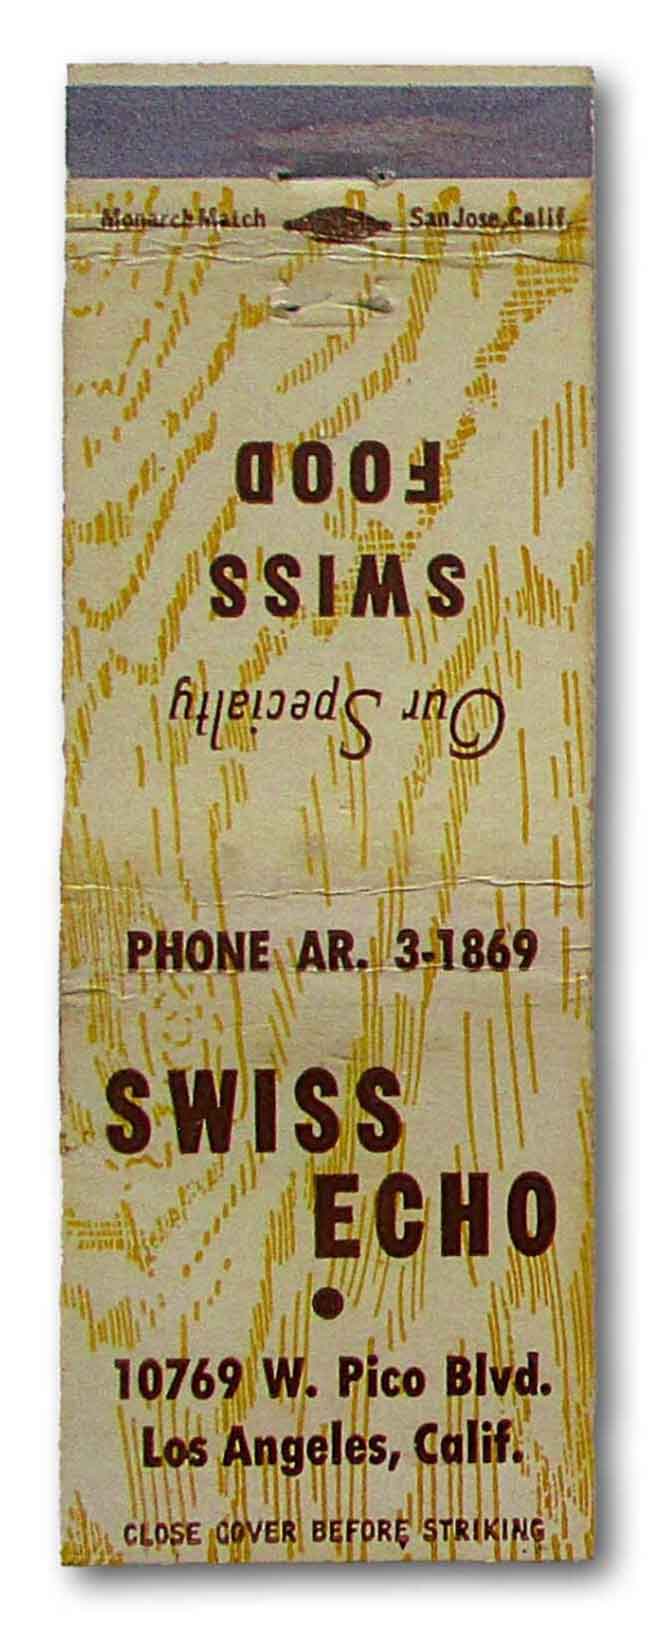 Monarch Match San Jose, Calif.
Our Specialty
SWISS
FOOD
PHONE AR. 3-1869
SWISS
ECHO
10769 W. Pico Blvd.
Los Angeles, Calif.
CLOSE COVER BEFORE STRIKING